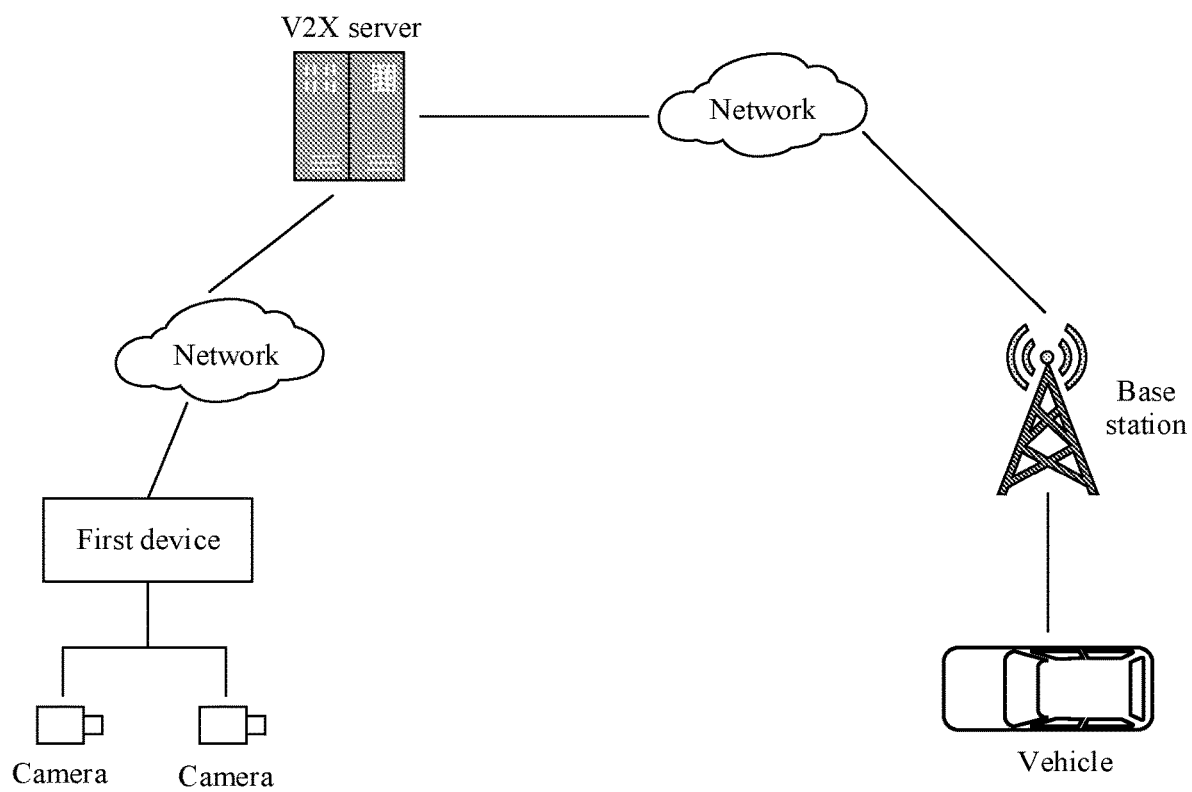 V2X server
Network
Network
Base
station
First device
Camera
Camera
Vehicle